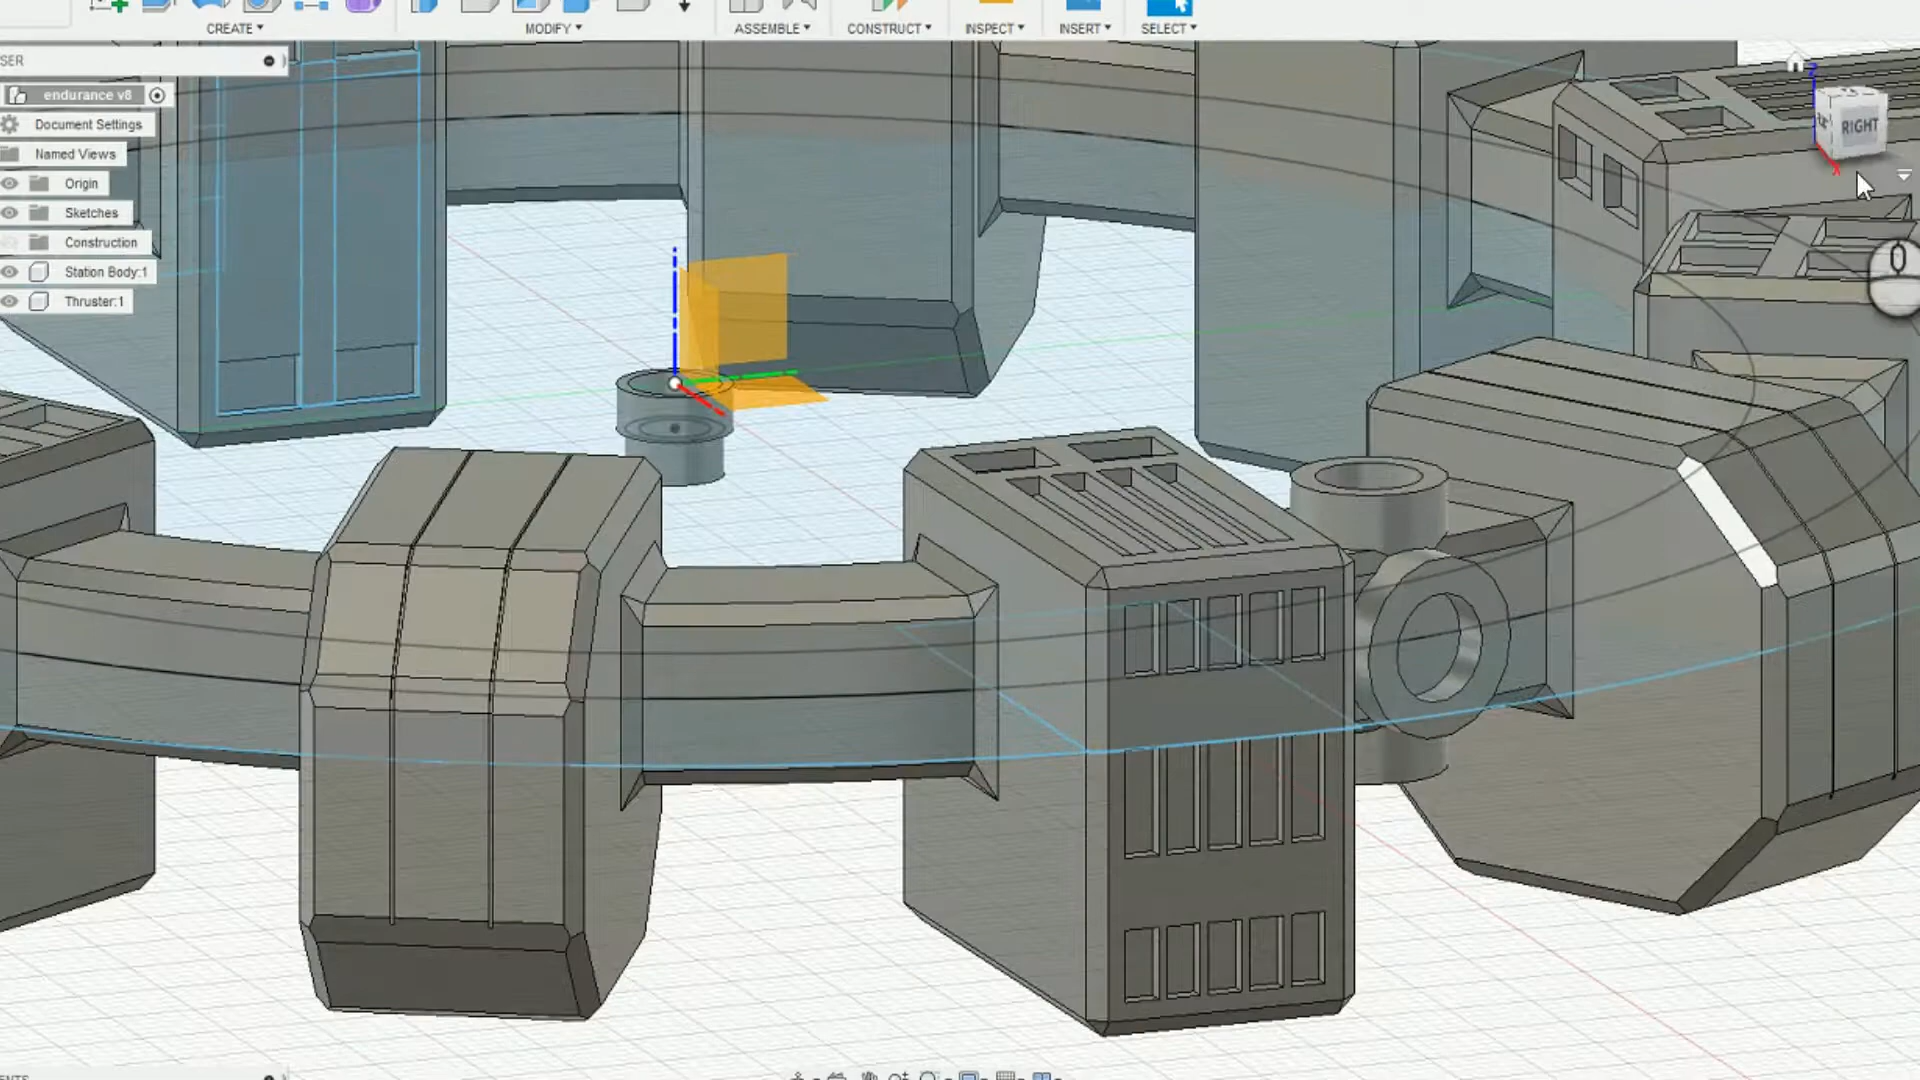 CREATE
MODIFY
ASSEMBLE
CONSTRUCT
INSPECT
INSERT
SELECT
SER
endurance v8
Document Settings
Named Views
Origin
Sketches
Construction
Station Body:1
Thruster:1
Z
RIGHT
X